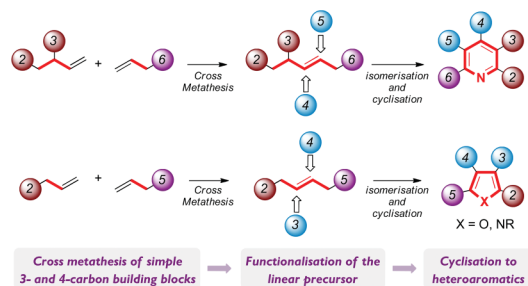 5
3
3
4
2
6
2
6
5
3
+
Cross
Metathesis
isomerisation
and
cyclisation
4
6
N
2
4
4
3
2
+
5
Cross
Metathesis
2
5
isomerisation
and
cyclisation
5
X
2
3
X = O, NR
Cross metathesis of simple
3- and 4-carbon building blocks
Functionalisation of the
linear precursor
Cyclisation to
heteroaromatics